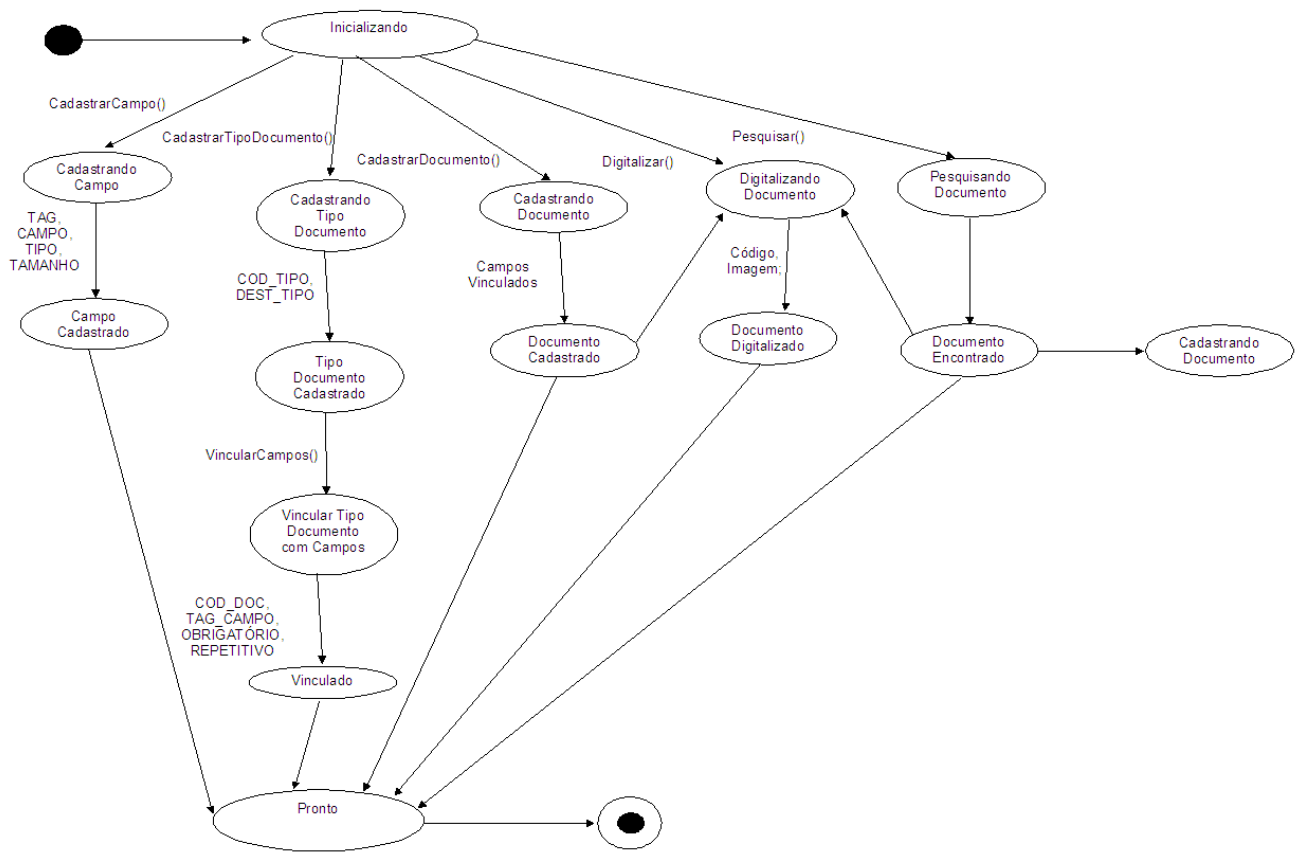 Inicializando
CadastrarCampo()
CadastrarTipoDocumento()
CadastrarDocumento()
Digitalizar()
Pesquisar()
Cadastrando
Campo
Cadastrando
Tipo
Documento
Cadastrando
Documento
Digitalizando
Documento
Pesquisando
Documento
TAG,
CAMPO,
TIPO,
TAMANHO
COD_TIPO,
DEST_TIPO
Campos
Vinculados
Código,
Imagem;
Campo
Cadastrado
Tipo
Documento
Cadastrado
Documento
Cadastrado
Documento
Digitalizado
Documento
Encontrado
Cadastrando
Documento
VincularCampos()
Vincular Tipo
Documento
com Campos
COD_DOC,
TAG_CAMPO,
OBRIGATÓRIO,
REPETITIVO
Vinculado
Pronto